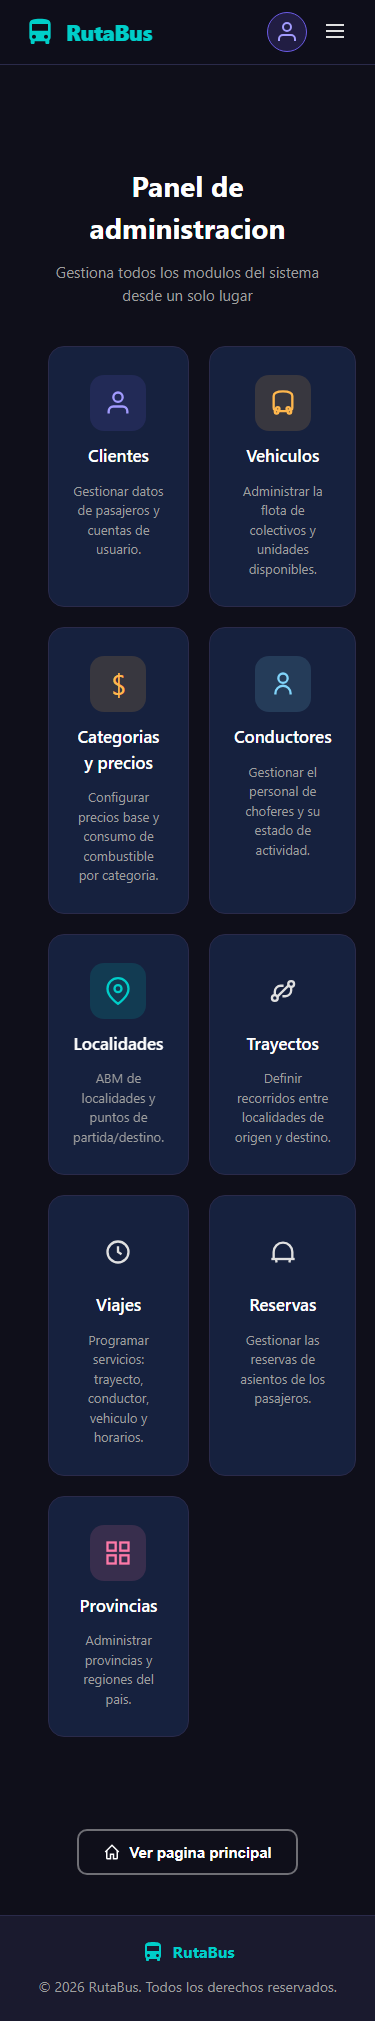 RutaBus
Panel de
administracion
Gestiona todos los modulos del sistema
desde un solo lugar
Clientes
Gestionar datos
de pasajeros y
cuentas de
usuario.
Vehiculos
Administrar la
flota de
colectivos y
unidades
disponibles.
$
Categorias
y precios
Configurar
precios base y
consumo de
combustible
por categoria.
Conductores
Gestionar el
personal de
choferes y su
estado de
actividad.
Localidades
ABM de
localidades y
puntos de
partida/destino.
Trayectos
Definir
recorridos entre
localidades de
origen y destino.
Viajes
Programar
servicios:
trayecto,
conductor,
vehiculo y
horarios.
Reservas
Gestionar las
reservas de
asientos de los
pasajeros.
Provincias
Administrar
provincias y
regiones del
pais.
Ver pagina principal
RutaBus
© 2026 RutaBus. Todos los derechos reservados.